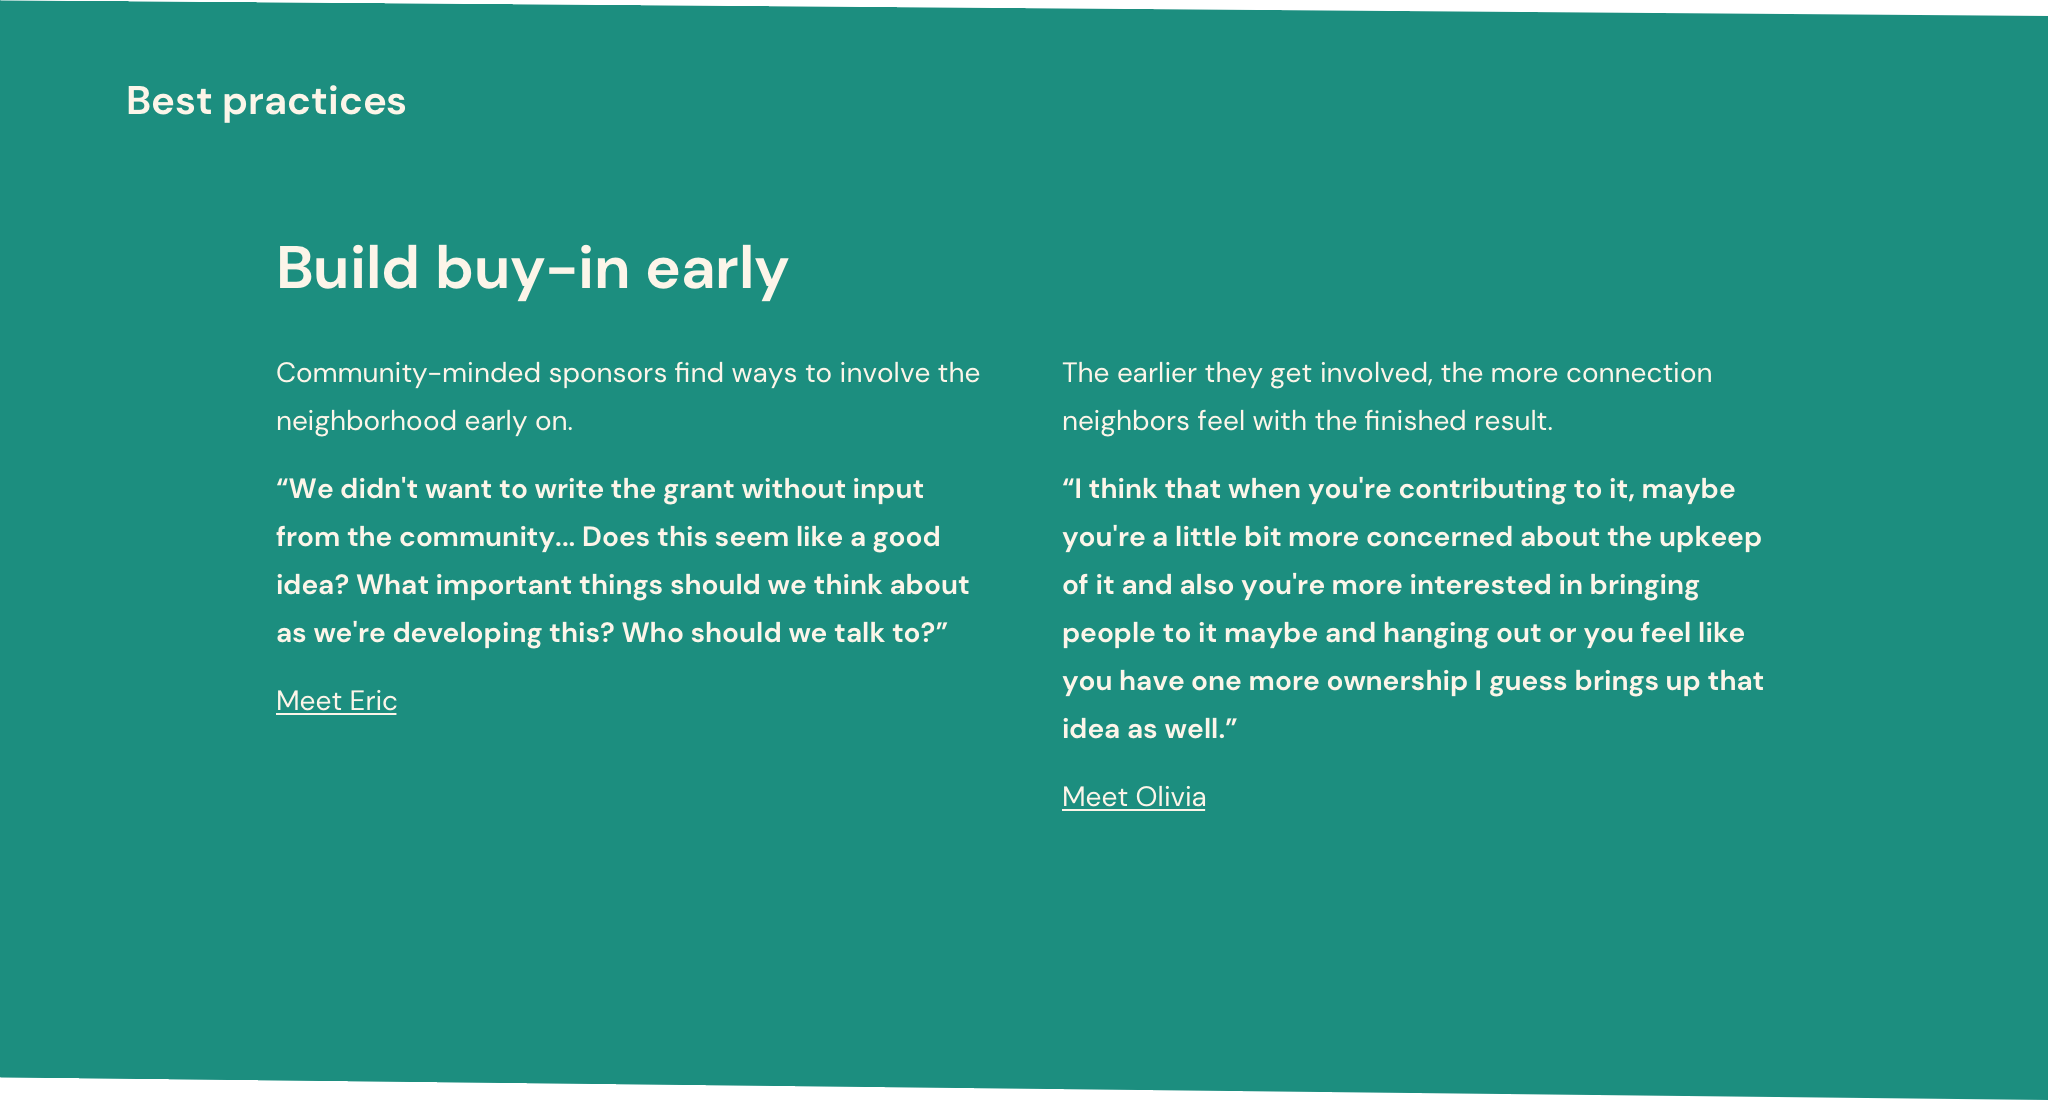 Best practices
Build buy-in early
Community-minded sponsors find ways to involve the
neighborhood early on.
“We didn't want to write the grant without input
from the community... Does this seem like a good
idea? What important things should we think about
as we're developing this? Who should we talk to?”
Meet Eric
The earlier they get involved, the more connection
neighbors feel with the finished result.
“I think that when you're contributing to it, maybe
you're a little bit more concerned about the upkeep
of it and also you're more interested in bringing
people to it maybe and hanging out or you feel like
you have one more ownership I guess brings up that
idea as well.”
Meet Olivia